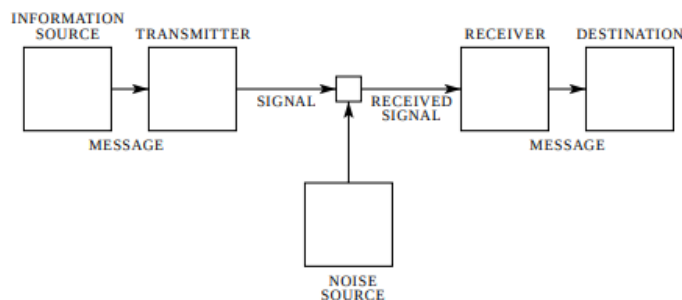 INFORMATION
SOURCE
TRANSMITTER
RECEIVER
DESTINATION
SIGNAL
RECEIVED
SIGNAL
MESSAGE
MESSAGE
NOISE
SOURCE